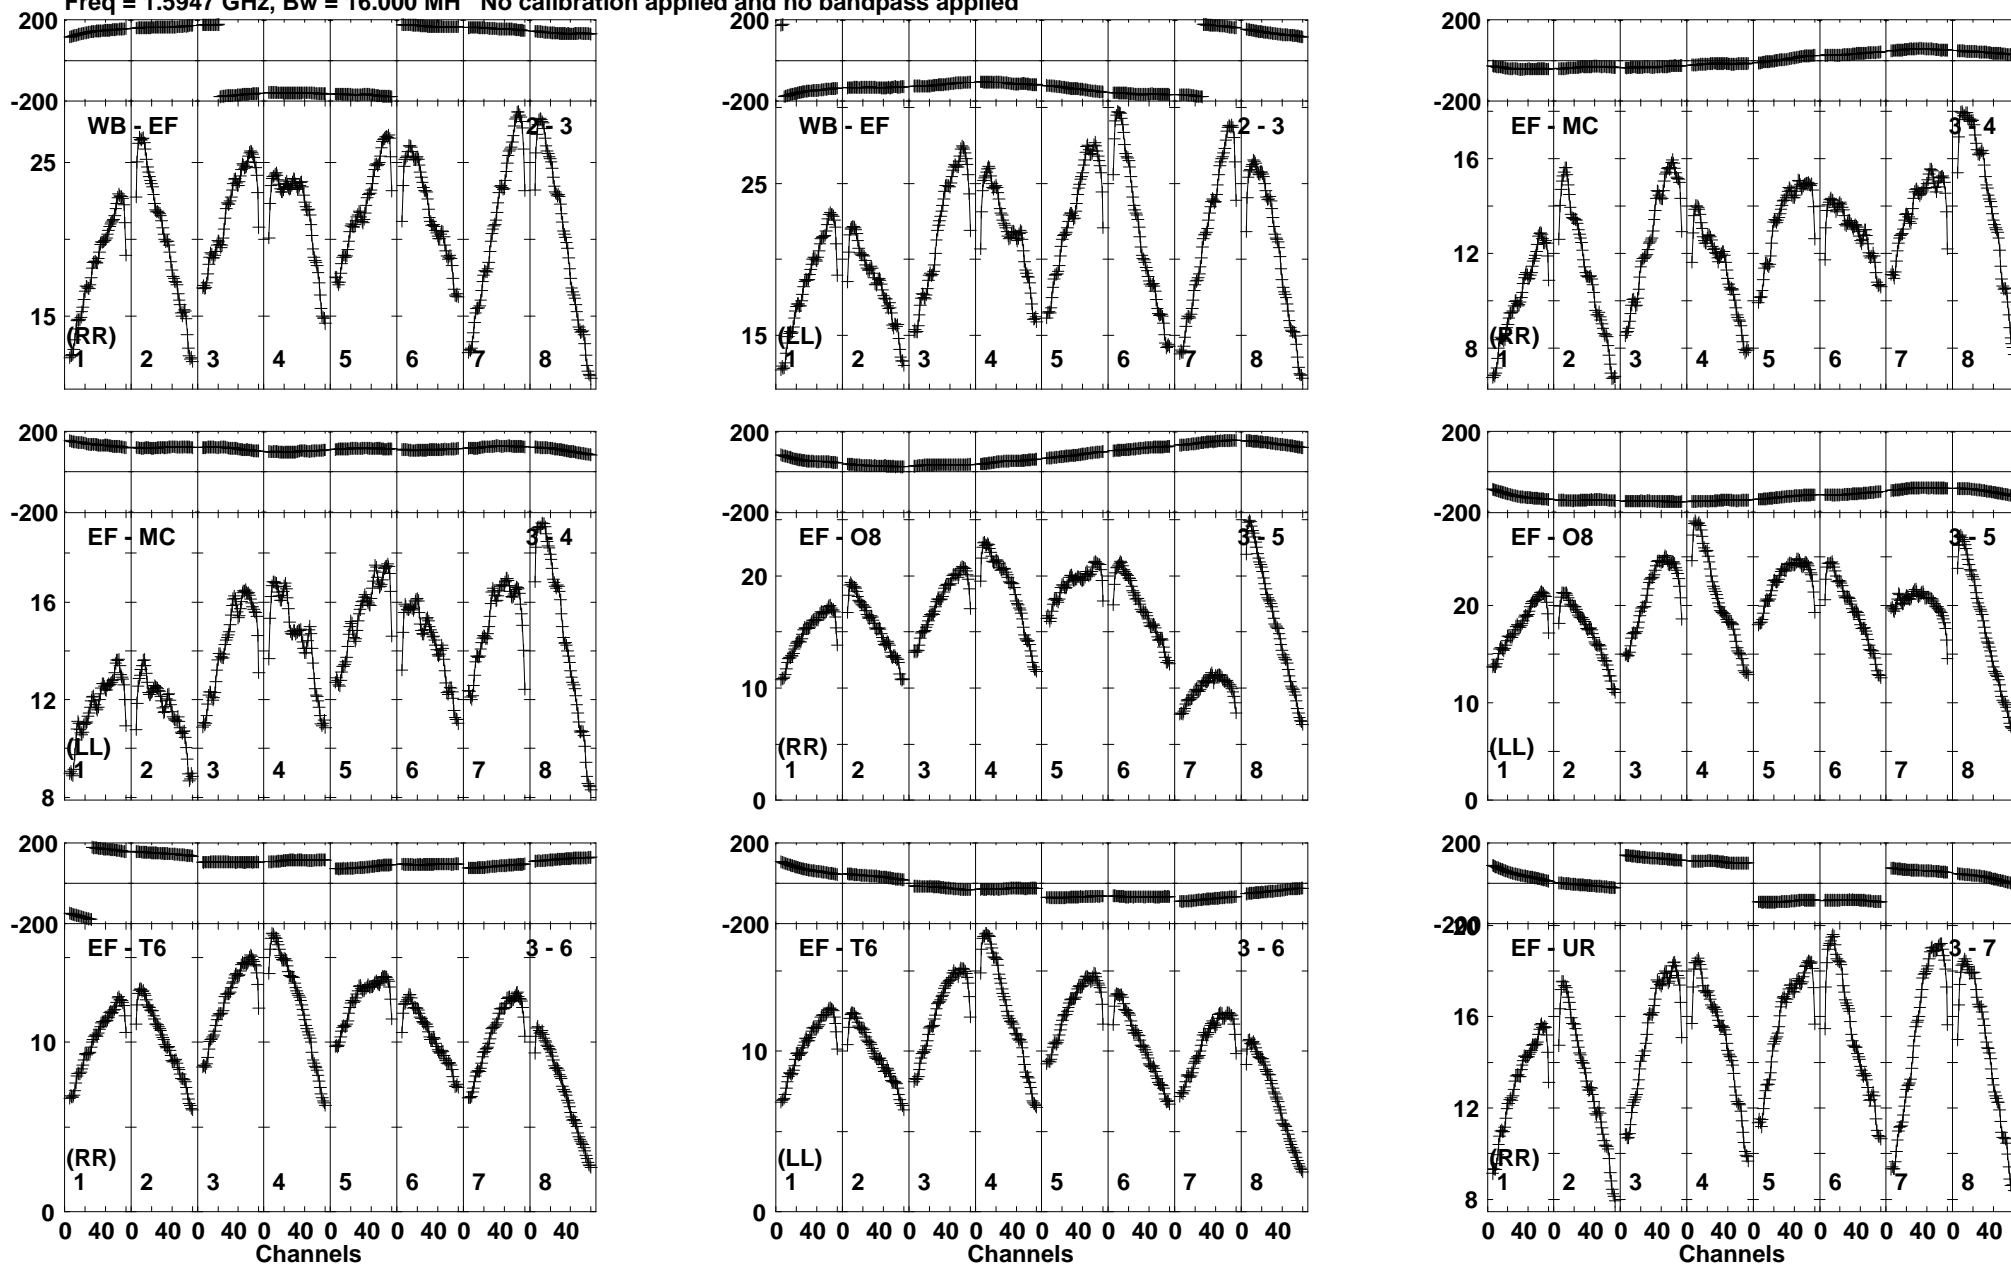 Freq = 1.5947 GHz, Bw = 16.000 MH No calibration applied and no bandpass applied
200 200 200
-200 -200 -200
WB - EF 2 - 3 WB - EF 2 - 3 EF - MC 3 - 4
25 25 16
12
15 15 8
(RR) (LL) (RR)
1 2 3 4 5 6 7 8 1 2 3 4 5 6 7 8 1 2 3 4 5 6 7 8
200 200 200
-200 -200 -200
EF - MC 3 - 4 EF - O8 3 - 5 EF - O8 3 - 5
16 20 20
12 10 10
(LL) (RR) (LL)
1 2 3 4 5 6 7 8 1 2 3 4 5 6 7 8 1 2 3 4 5 6 7 8
8 0 0
200 200 200
-200 -200 -200
20
EF - T6 3 - 6 EF - T6 3 - 6 EF - UR 3 - 7
16
10 10 12
(RR) (LL) (RR)
1 2 3 4 5 6 7 8 1 2 3 4 5 6 7 8 1 2 3 4 5 6 7 8
0 0 8
0 40 0 40 0 40 0 40 0 40 0 40 0 40 0 40 0 40 0 40 0 40 0 40 0 40 0 40 0 40 0 40 0 40 0 40 0 40 0 40 0 40 0 40 0 40 0 40
Channels Channels Channels